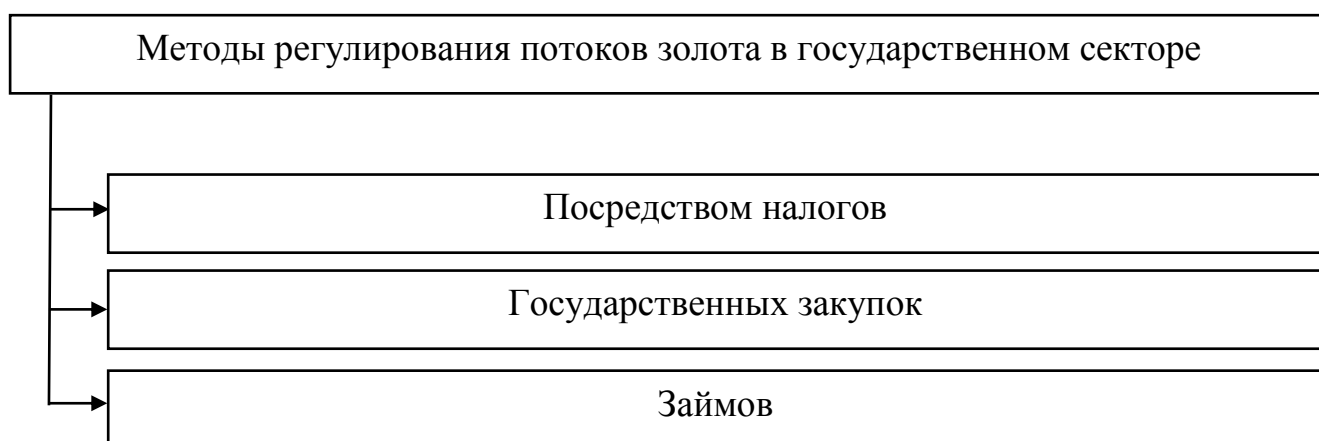 Методы регулирования потоков золота в государственном секторе
Посредством налогов
Государственных закупок
Займов